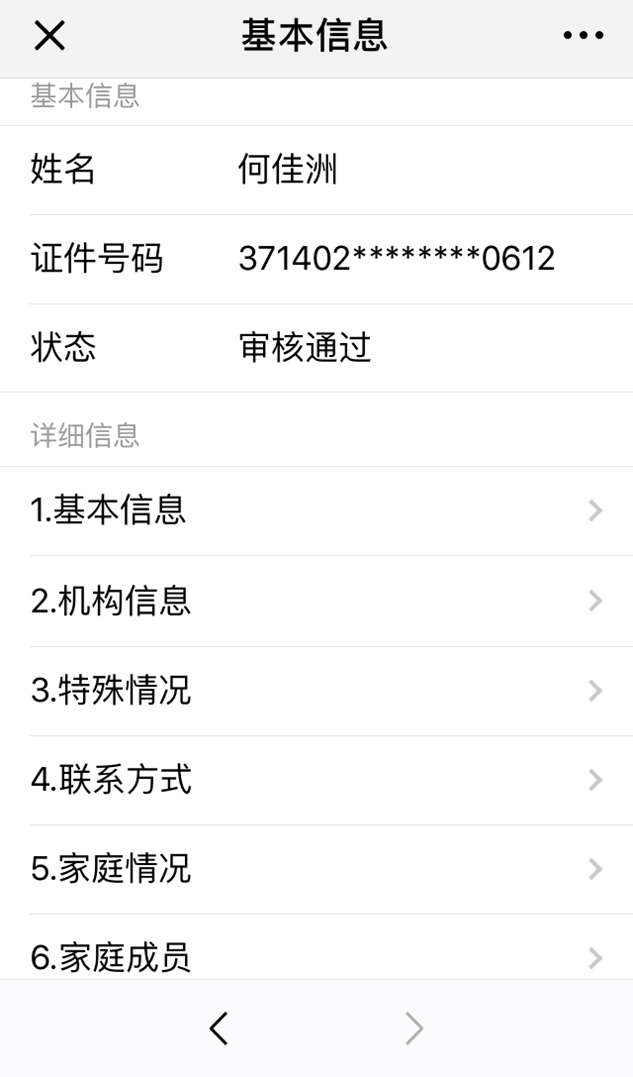 基本信息
基本信息
姓名 何佳洲
证件号码 371402********0612
状态 审核通过
详细信息
1.基本信息
2.机构信息
3.特殊情况
4.联系方式
5.家庭情况
6.家庭成员